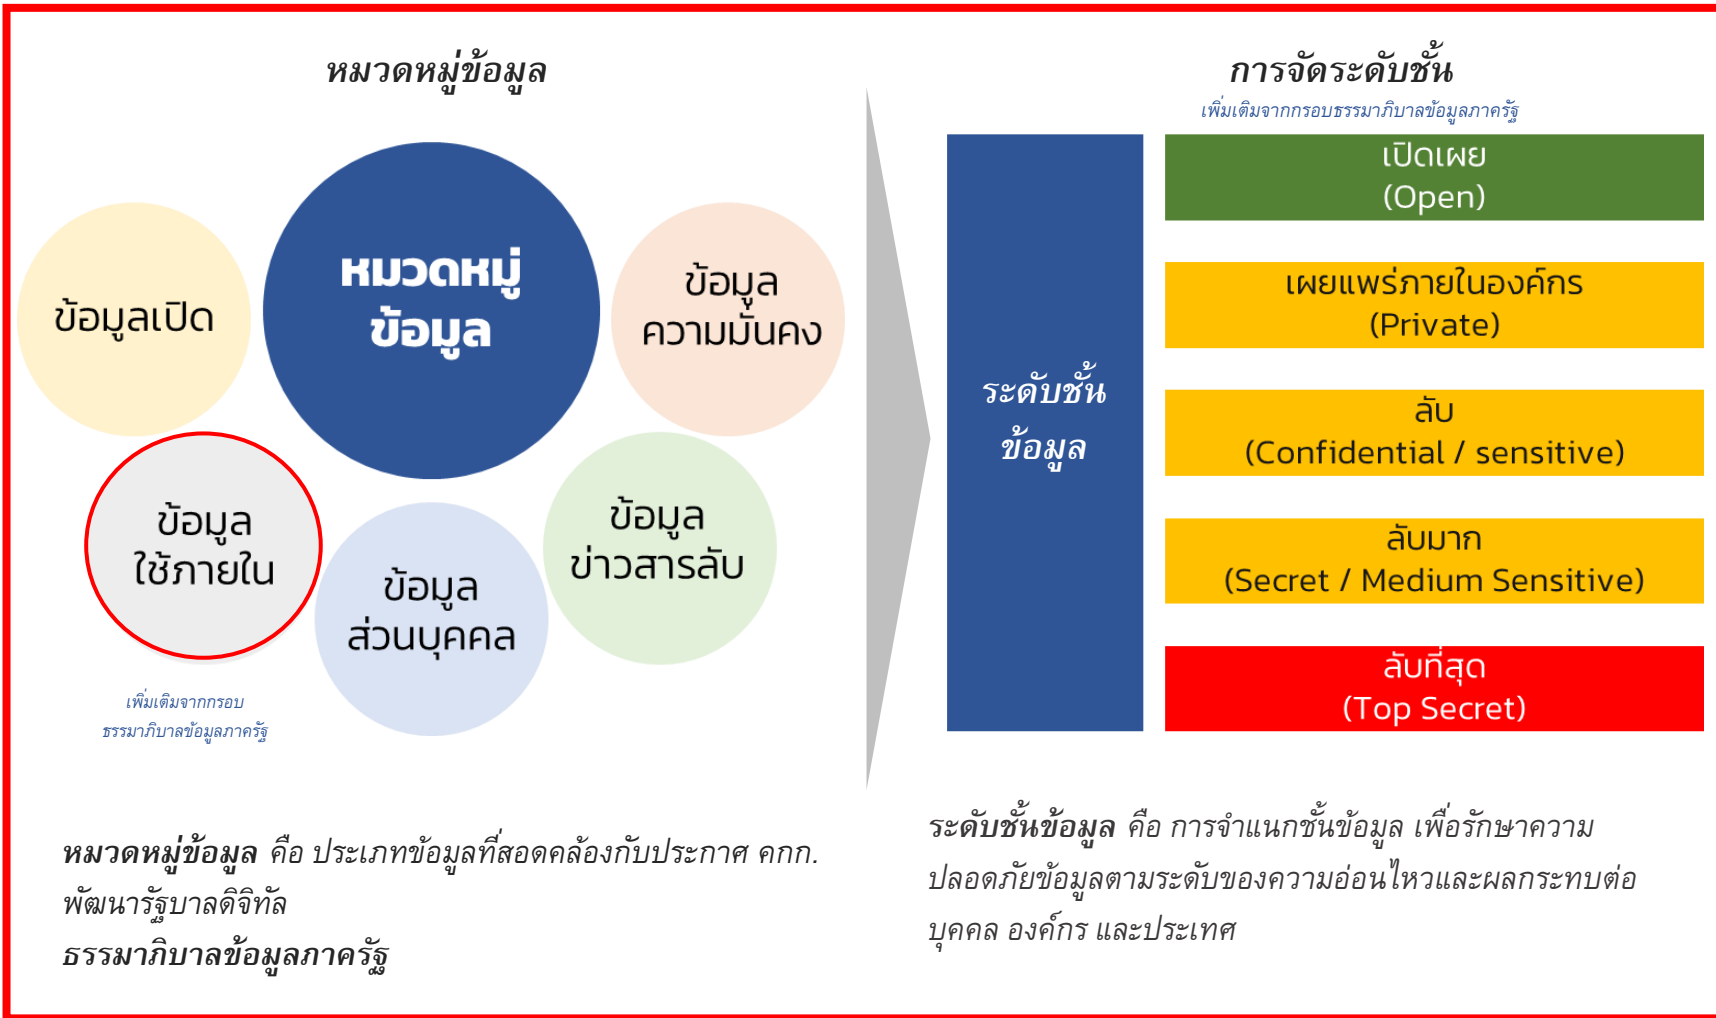 หมวดหมู่ข้อมูล
หมวดหมู่
ข้อมูล
ข้อมูลเปิด
ข้อมูล
ความมั่นคง
ข้อมูล
ใช้ภายใน
ข้อมูล
ส่วนบุคคล
ข้อมูล
ข่าวสารลับ
เพิ่มเติมจากกรอบ
ธรรมาภิบาลข้อมูลภาครัฐ
หมวดหมู่ข้อมูล คือ ประเภทข้อมูลที่สอดคล้องกับประกาศ คกก.
พัฒนารัฐบาลดิจิทัล
ธรรมาภิบาลข้อมูลภาครัฐ
การจัดระดับชั้น
เพิ่มเติมจากกรอบธรรมาภิบาลข้อมูลภาครัฐ
ระดับชั้น
ข้อมูล
เปิดเผย
(Open)
เผยแพร่ภายในองค์กร
(Private)
ลับ
(Confidential / sensitive)
ลับมาก
(Secret / Medium Sensitive)
ลับที่สุด
(Top Secret)
ระดับชั้นข้อมูล คือ การจำแนกชั้นข้อมูล เพื่อรักษาความ
ปลอดภัยข้อมูลตามระดับของความอ่อนไหวและผลกระทบต่อ
บุคคล องค์กร และประเทศ